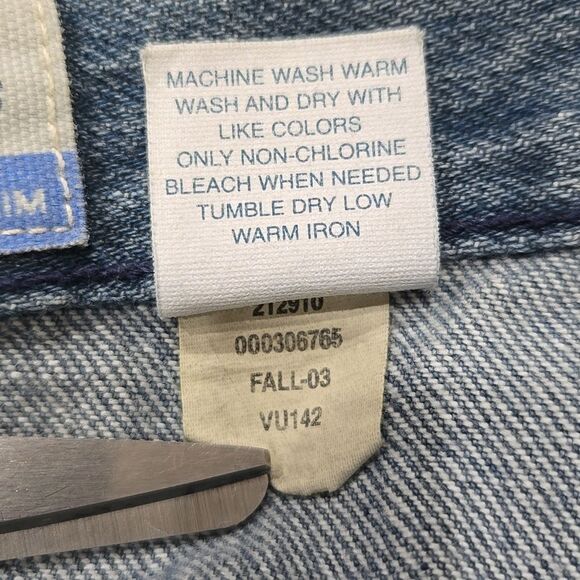 MACHINE WASH WARM
WASH AND DRY WITH
LIKE COLORS
ONLY NON-CHLORINE
BLEACH WHEN NEEDED
TUMBLE DRY LOW
WARM IRON
212910
000306765
FALL-03
VU142